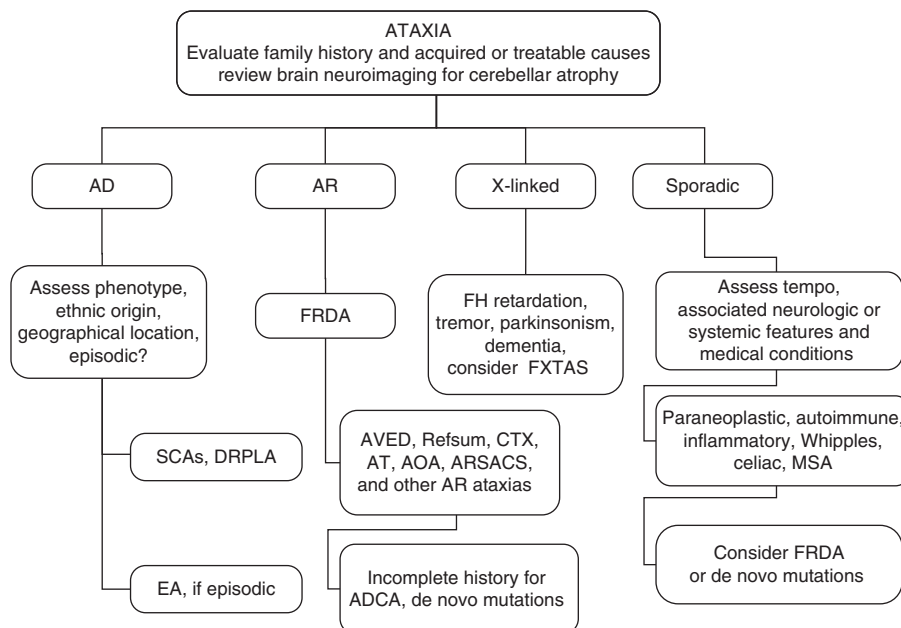 ATAXIA
Evaluate family history and acquired or treatable causes
review brain neuroimaging for cerebellar atrophy
AD
AR
X-linked
Sporadic
Assess phenotype,
ethnic origin,
geographical location,
episodic?
FRDA
FH retardation,
tremor, parkinsonism,
dementia,
consider FXTAS
Assess tempo,
associated neurologic or
systemic features and
medical conditions
SCAs, DRPLA
AVED, Refsum, CTX,
AT, AOA, ARSACS,
and other AR ataxias
Paraneoplastic, autoimmune,
inflammatory, Whipples,
celiac, MSA
EA, if episodic
Incomplete history for
ADCA, de novo mutations
Consider FRDA
or de novo mutations